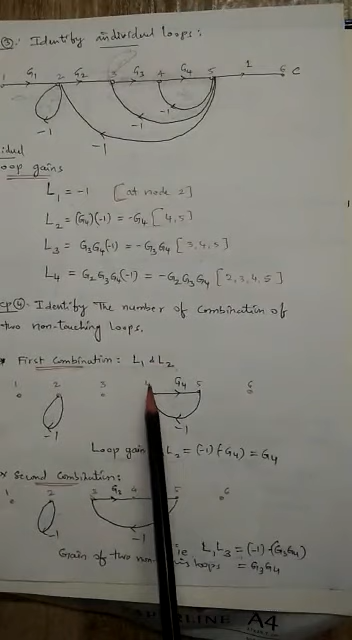 ③: Identify individual loops:
1 G₁ 2 G₂ 3 G₃ 4 G₄ 5 1 6 C
-1 -1 -1
-1
loop gains
L₁ = -1 [at node 2]
L₂ = (G₄)(-1) = -G₄ [4,5]
L₃ = G₃G₄(-1) = -G₃G₄ [3,4,5]
L₄ = G₂G₃G₄(-1) = -G₂G₃G₄ [2,3,4,5]
④: Identify The number of combination of
two non-touching loops.
* First Combination: L₁ & L₂
1 2 3 4 G₄ 5 6
-1 -1
Loop gain L₂ = (-1)(-G₄) = G₄
* Second Combination:
1 2 3 G₃ 4 5 6
-1 -1
Gain of two non- loops ie L₁L₃ = (-1)(-G₃G₄)
= G₃G₄
PAPERLINE A4